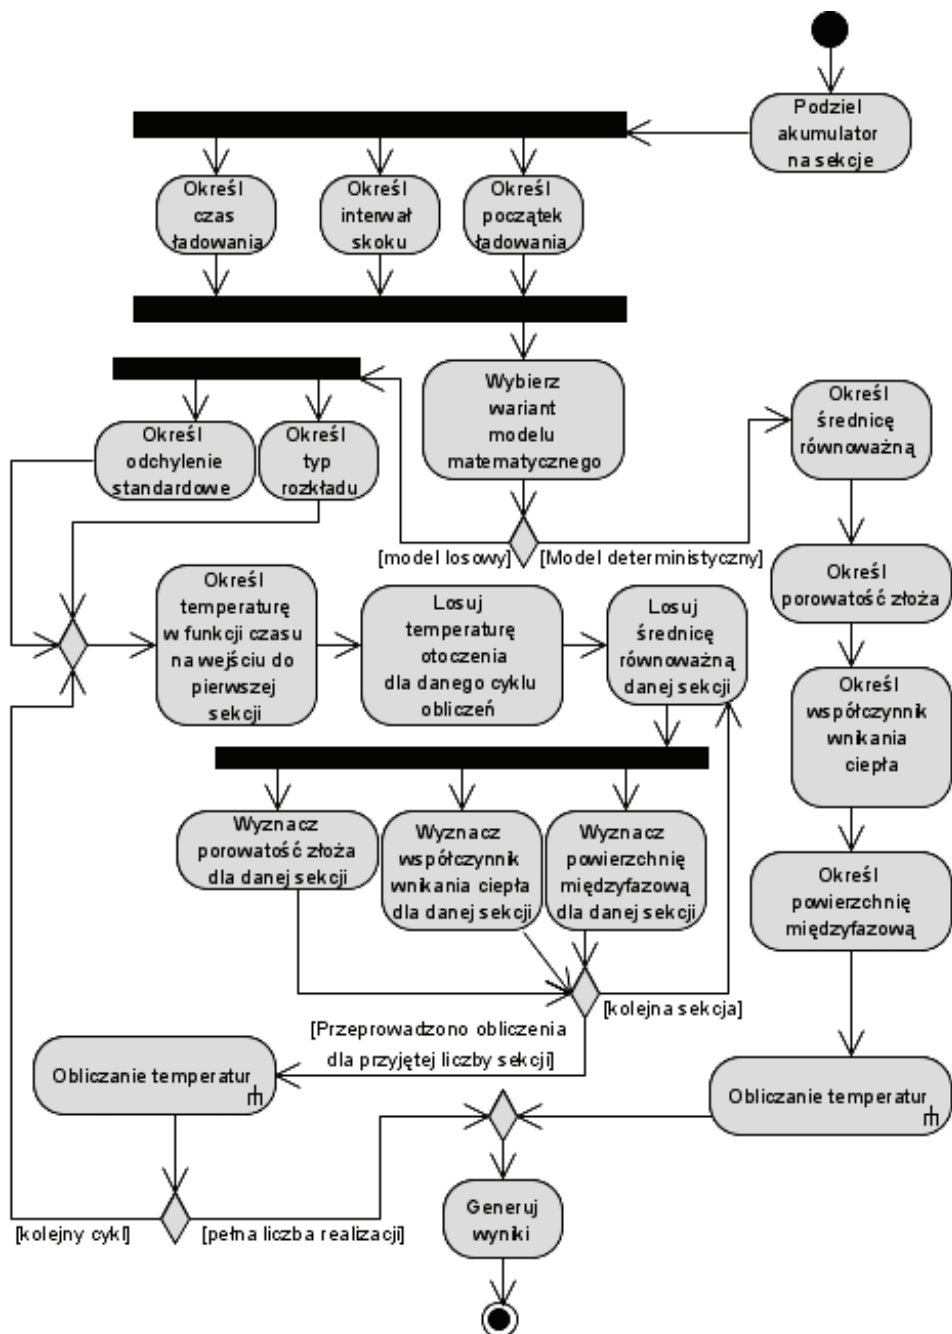 Podziel
akumulator
na sekcje
Określ
czas
ładowania
Określ
interwał
skoku
Określ
początek
ładowania
Wybierz
wariant
modelu
matematycznego
Określ
średnicę
równoważną
Określ
odchylenie
standardowe
Określ
typ
rozkładu
[model losowy]
[Model deterministyczny]
Określ
porowatość złoża
Określ
temperaturę
w funkcji czasu
na wejściu do
pierwszej
sekcji
Losuj
temperaturę
otoczenia
dla danego cyklu
obliczeń
Losuj
średnicę
równoważną
danej sekcji
Określ
współczynnik
wnikania
ciepła
Wyznacz
porowatość złoża
dla danej sekcji
Wyznacz
współczynnik
wnikania ciepła
dla danej sekcji
Wyznacz
powierzchnię
międzyfazową
dla danej sekcji
Określ
powierzchnię
międzyfazową
[kolejna sekcja]
[Przeprowadzono obliczenia
dla przyjętej liczby sekcji]
Obliczanie temperatur
Obliczanie temperatur
[kolejny cykl]
[pełna liczba realizacji]
Generuj
wyniki